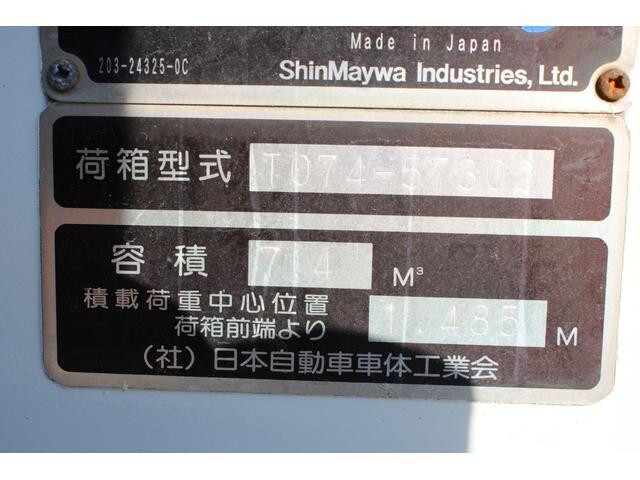 Made in Japan
203-24325-0C
ShinMaywa Industries, Ltd.
荷箱型式
容積 7.4 M³
積載荷重中心位置
荷箱前端より 1.485 M
（社）日本自動車車体工業会